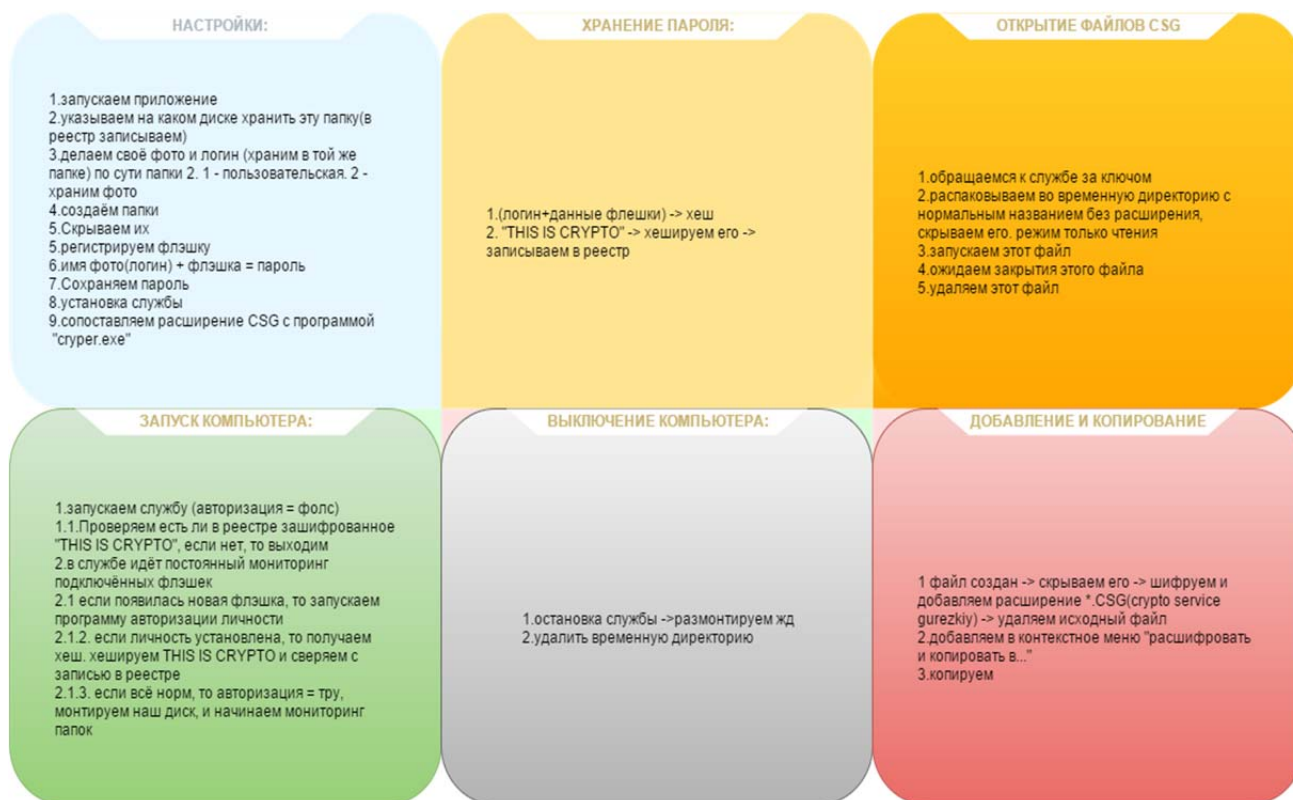 НАСТРОЙКИ:
1.запускаем приложение
2.указываем на каком диске хранить эту папку(в
реестр записываем)
3.делаем своё фото и логин (храним в той же
папке) по сути папки 2. 1 - пользовательская. 2 -
храним фото
4.создаём папки
5.Скрываем их
5.регистрируем флэшку
6.имя фото(логин) + флэшка = пароль
7.Сохраняем пароль
8.установка службы
9.сопоставляем расширение CSG с программой
"cryper.exe"
ХРАНЕНИЕ ПАРОЛЯ:
1.(логин+данные флешки) -> хеш
2. "THIS IS CRYPTO" -> хешируем его ->
записываем в реестр
ОТКРЫТИЕ ФАЙЛОВ CSG
1.обращаемся к службе за ключом
2.распаковываем во временную директорию с
нормальным названием без расширения,
скрываем его. режим только чтения
3.запускаем этот файл
4.ожидаем закрытия этого файла
5.удаляем этот файл
ЗАПУСК КОМПЬЮТЕРА:
1.запускаем службу (авторизация = фолс)
1.1.Проверяем есть ли в реестре зашифрованное
"THIS IS CRYPTO", если нет, то выходим
2.в службе идёт постоянный мониторинг
подключённых флэшек
2.1 если появилась новая флэшка, то запускаем
программу авторизации личности
2.1.2. если личность установлена, то получаем
хеш. хешируем THIS IS CRYPTO и сверяем с
записью в реестре
2.1.3. если всё норм, то авторизация = тру,
монтируем наш диск, и начинаем мониторинг
папок
ВЫКЛЮЧЕНИЕ КОМПЬЮТЕРА:
1.остановка службы ->размонтируем жд
2.удалить временную директорию
ДОБАВЛЕНИЕ И КОПИРОВАНИЕ
1 файл создан -> скрываем его -> шифруем и
добавляем расширение *.CSG(crypto service
gurezkiy) -> удаляем исходный файл
2.добавляем в контекстное меню "расшифровать
и копировать в..."
3.копируем